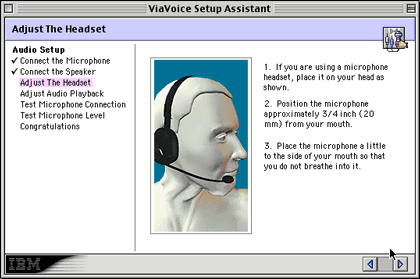 ViaVoice Setup Assistant
Adjust The Headset
Audio Setup
✓ Connect the Microphone
✓ Connect the Speaker
Adjust The Headset
Adjust Audio Playback
Test Microphone Connection
Test Microphone Level
Congratulations
1. If you are using a microphone
headset, place it on your head as
shown.
2. Position the microphone
approximately 3/4 inch (20
mm) from your mouth.
3. Place the microphone a little
to the side of your mouth so that
you do not breathe into it.
IBM